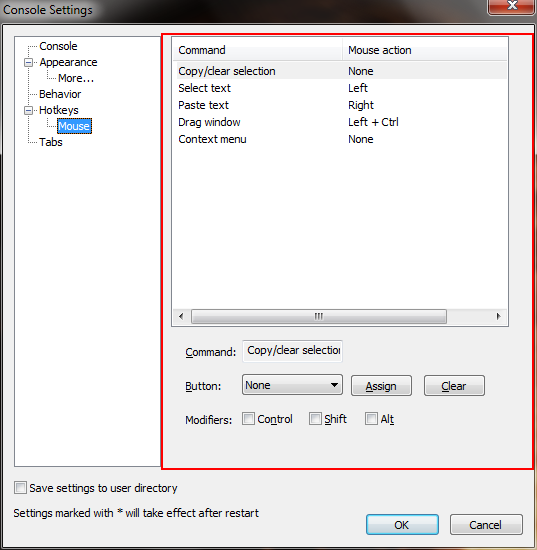 Console Settings
Console
Appearance
More...
Behavior
Hotkeys
Mouse
Tabs
Command Mouse action
Copy/clear selection None
Select text Left
Paste text Right
Drag window Left + Ctrl
Context menu None
Command: Copy/clear selection
Button: None Assign Clear
Modifiers: Control Shift Alt
Save settings to user directory
Settings marked with * will take effect after restart
OK Cancel